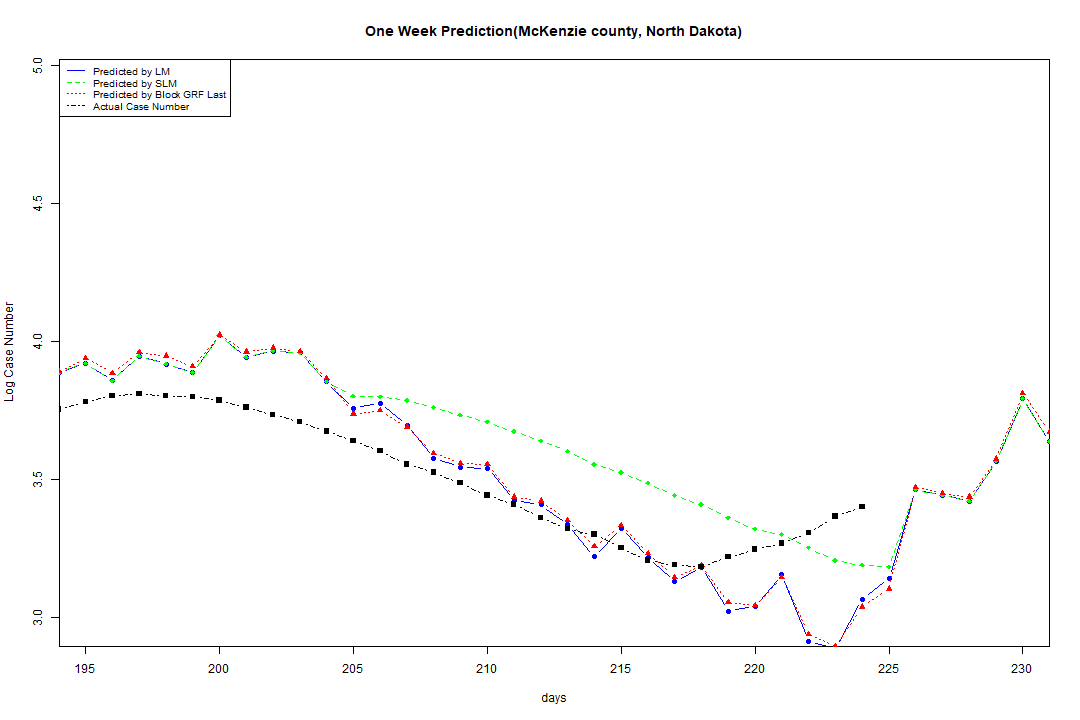 One Week Prediction(McKenzie county, North Dakota)
Predicted by LM
Predicted by SLM
Predicted by Block GRF Last
Actual Case Number
5.0
4.5
4.0
3.5
3.0
Log Case Number
195 200 205 210 215 220 225 230
days